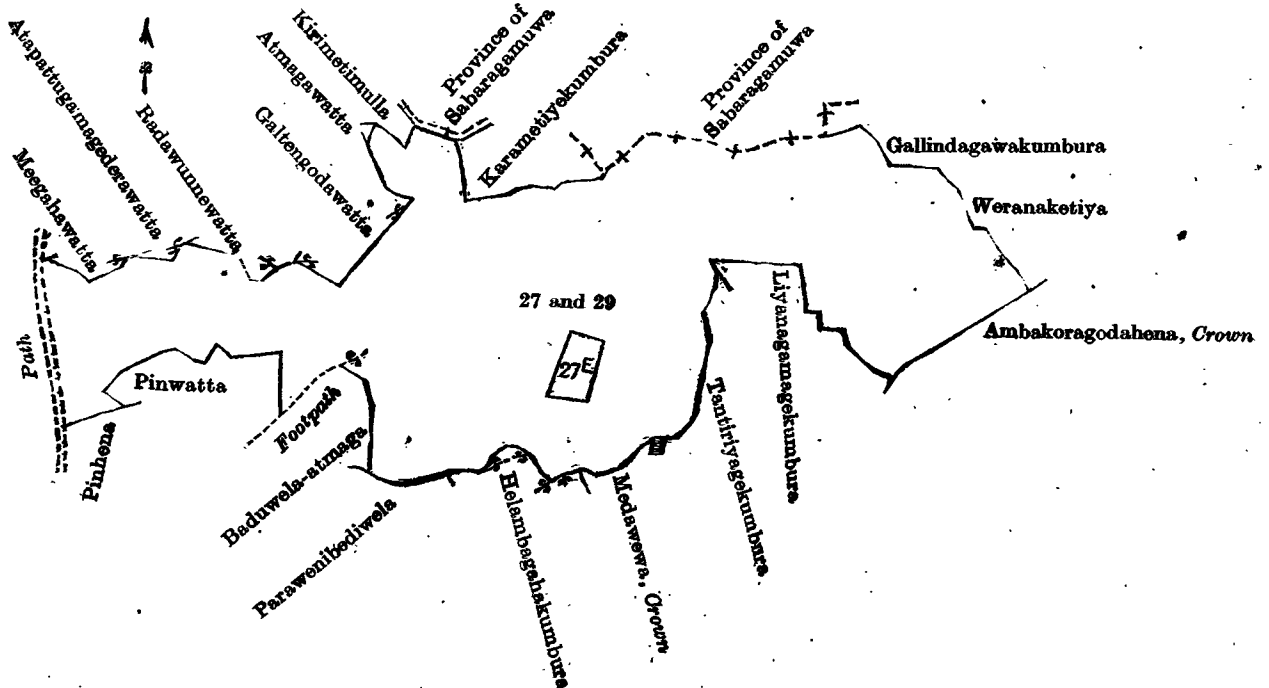 Atapattugamagederawatta
Radawunnewatta
Meegahawatta
Kirimetimulla
Atmagawatta
Galtengodawatta
Province of
Sabaragamuwa
Karametiyekumbura
Province of
Sabaragamuwa
Gallindagawakumbura
Weranaketiya
Ambakoragodahena, Crown
27 and 29
27E
Path
Pinwatta
Pinhena
Footpath
Baduwela-atmaga
Parawenibediwela
Helambagahakumbura
Medawewa, Crown
Tantiriyagekumbura
Liyanagamagekumbura